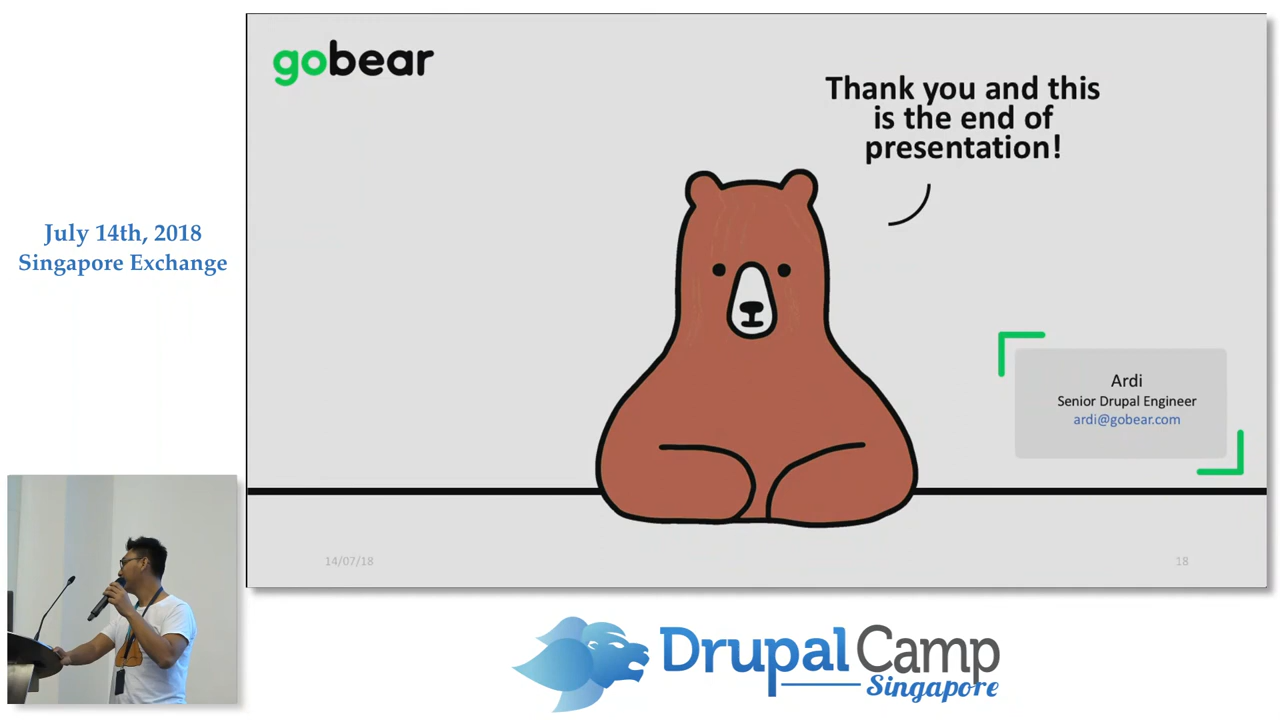 gobear
Thank you and this
is the end of
presentation!
July 14th, 2018
Singapore Exchange
Ardi
Senior Drupal Engineer
ardi@gobear.com
14/07/18
18
DrupalCamp
Singapore